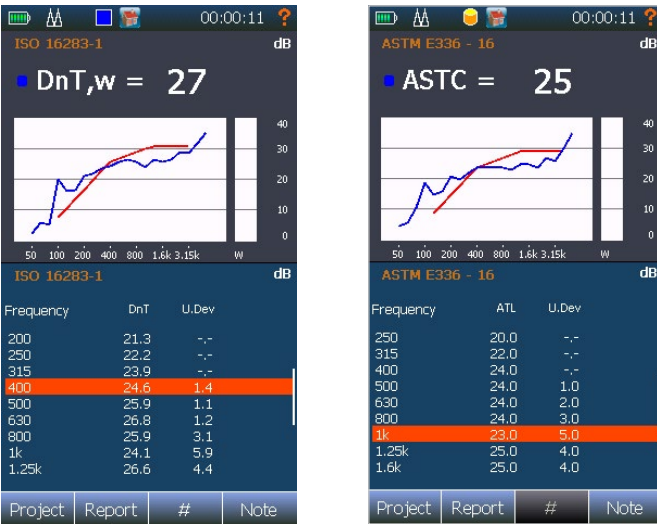 00:00:11 ?
ISO 16283-1 dB
DnT,w = 27
40
30
20
10
0
50 100 200 400 800 1.6k 3.15k W
ISO 16283-1 dB
Frequency DnT U.Dev
200 21.3 -.-
250 22.2 -.-
315 23.9 -.-
400 24.6 1.4
500 25.9 1.1
630 26.8 1.2
800 25.9 3.1
1k 24.1 5.9
1.25k 26.6 4.4
Project Report # Note
00:00:11 ?
ASTM E336 - 16 dB
ASTC = 25
40
30
20
10
0
50 100 200 400 800 1.6k 3.15k W
ASTM E336 - 16 dB
Frequency ATL U.Dev
250 20.0 -.-
315 22.0 -.-
400 24.0 -.-
500 24.0 1.0
630 24.0 2.0
800 24.0 3.0
1k 23.0 5.0
1.25k 25.0 4.0
1.6k 25.0 4.0
Project Report # Note